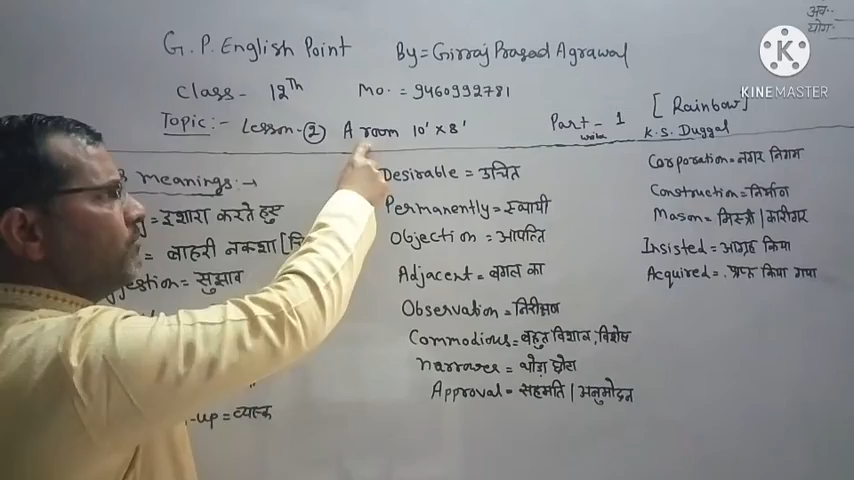 अव..
योग-
G. P. English Point By = Girraj Prasad Agrawal
Class - 12th Mo. = 9460992781
Topic:- Lesson-② A room 10' x 8' Part - 1 [Rainbow]
K. S. Duggal
Meanings:→
= इशारा करते हुए
= बाहरी नक्शा
= सुझाव
-up = व्यस्क
Desirable = उचित
Permanently = स्थायी
Objection = आपत्ति
Adjacent = बगल का
Observation = निरीक्षण
Commodious = बहुत विशाल, विशेष
Narrower = थोड़ा छोटा
Approval = सहमति | अनुमोदन
Corporation = नगर निगम
Construction = निर्माण
Mason = मिस्त्री | कारीगर
Insisted = आग्रह किया
Acquired = प्राप्त किया गया
KINEMASTER